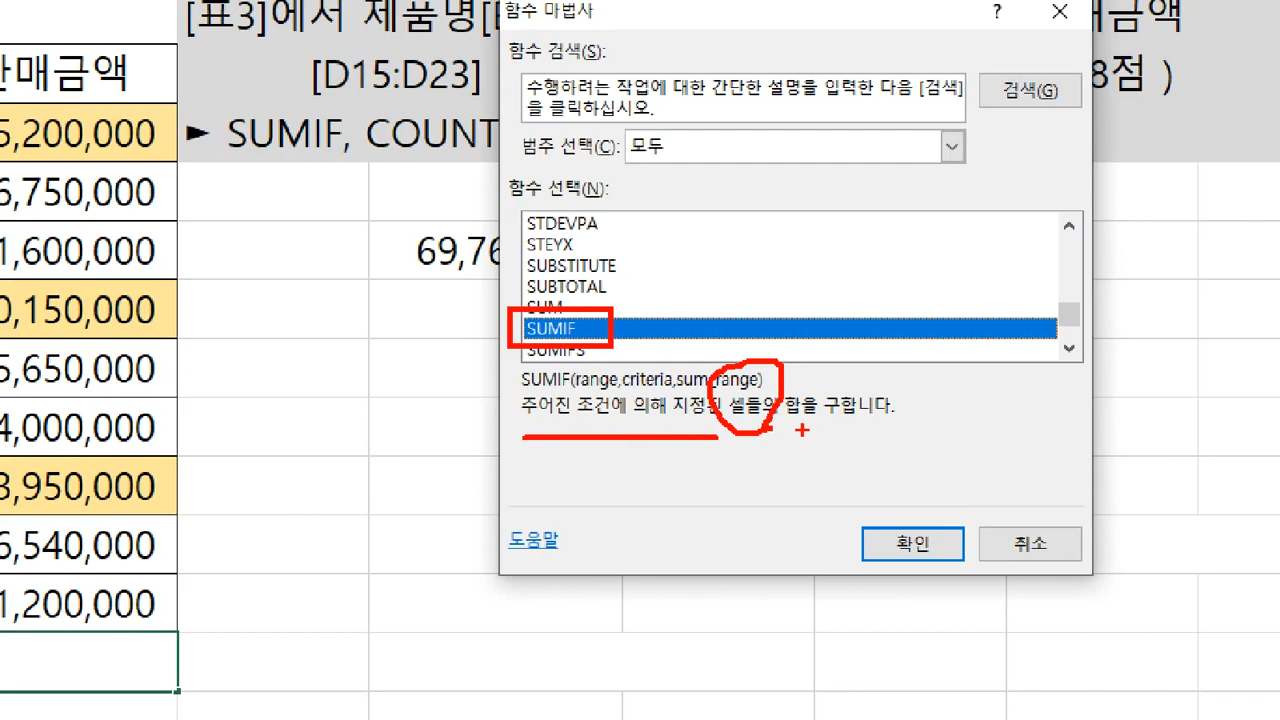 [표3]에서 제품명[
매금액
판매금액
[D15:D23]
8점 )
5,200,000
► SUMIF, COUNT
6,750,000
1,600,000
69,76
0,150,000
5,650,000
4,000,000
3,950,000
6,540,000
1,200,000
함수 마법사
?
함수 검색(S):
수행하려는 작업에 대한 간단한 설명을 입력한 다음 [검색]
을 클릭하십시오.
검색(G)
범주 선택(C):
모두
함수 선택(N):
STDEVPA
STEYX
SUBSTITUTE
SUBTOTAL
SUM
SUMIF
SUMIFS
SUMIF(range,criteria,sum_range)
주어진 조건에 의해 지정된 셀들의 합을 구합니다.
도움말
확인
취소